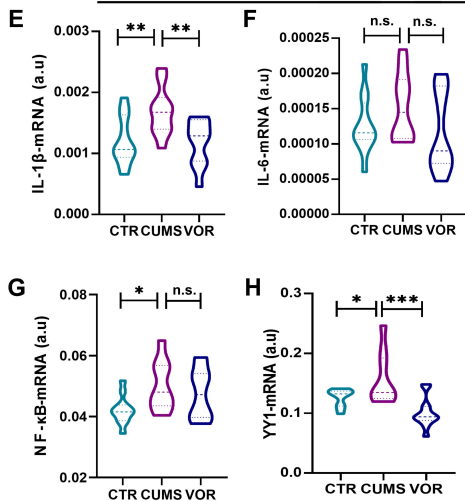 E
IL-1β-mRNA (a.u)
0.003
0.002
0.001
0.000
** **
CTR CUMS VOR
F
IL-6-mRNA (a.u)
0.00025
0.00020
0.00015
0.00010
0.00005
0.00000
n.s. n.s.
CTR CUMS VOR
G
NF-κB-mRNA (a.u)
0.08
0.06
0.04
0.02
* n.s.
CTR CUMS VOR
H
YY1-mRNA (a.u)
0.3
0.2
0.1
0.0
* ***
CTR CUMS VOR